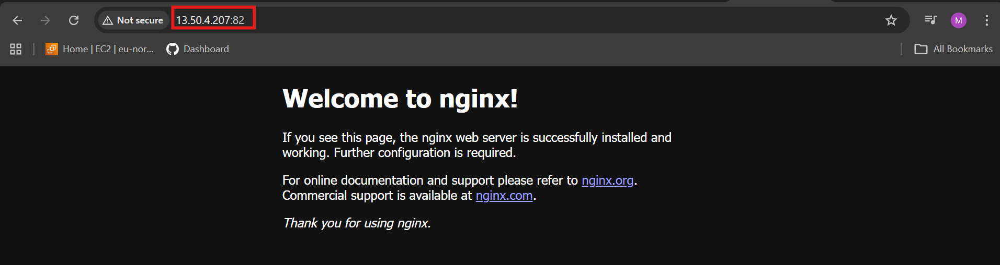 Not secure
13.50.4.207:82
M
Home | EC2 | eu-nor...
Dashboard
All Bookmarks
Welcome to nginx!
If you see this page, the nginx web server is successfully installed and
working. Further configuration is required.
For online documentation and support please refer to nginx.org.
Commercial support is available at nginx.com.
Thank you for using nginx.